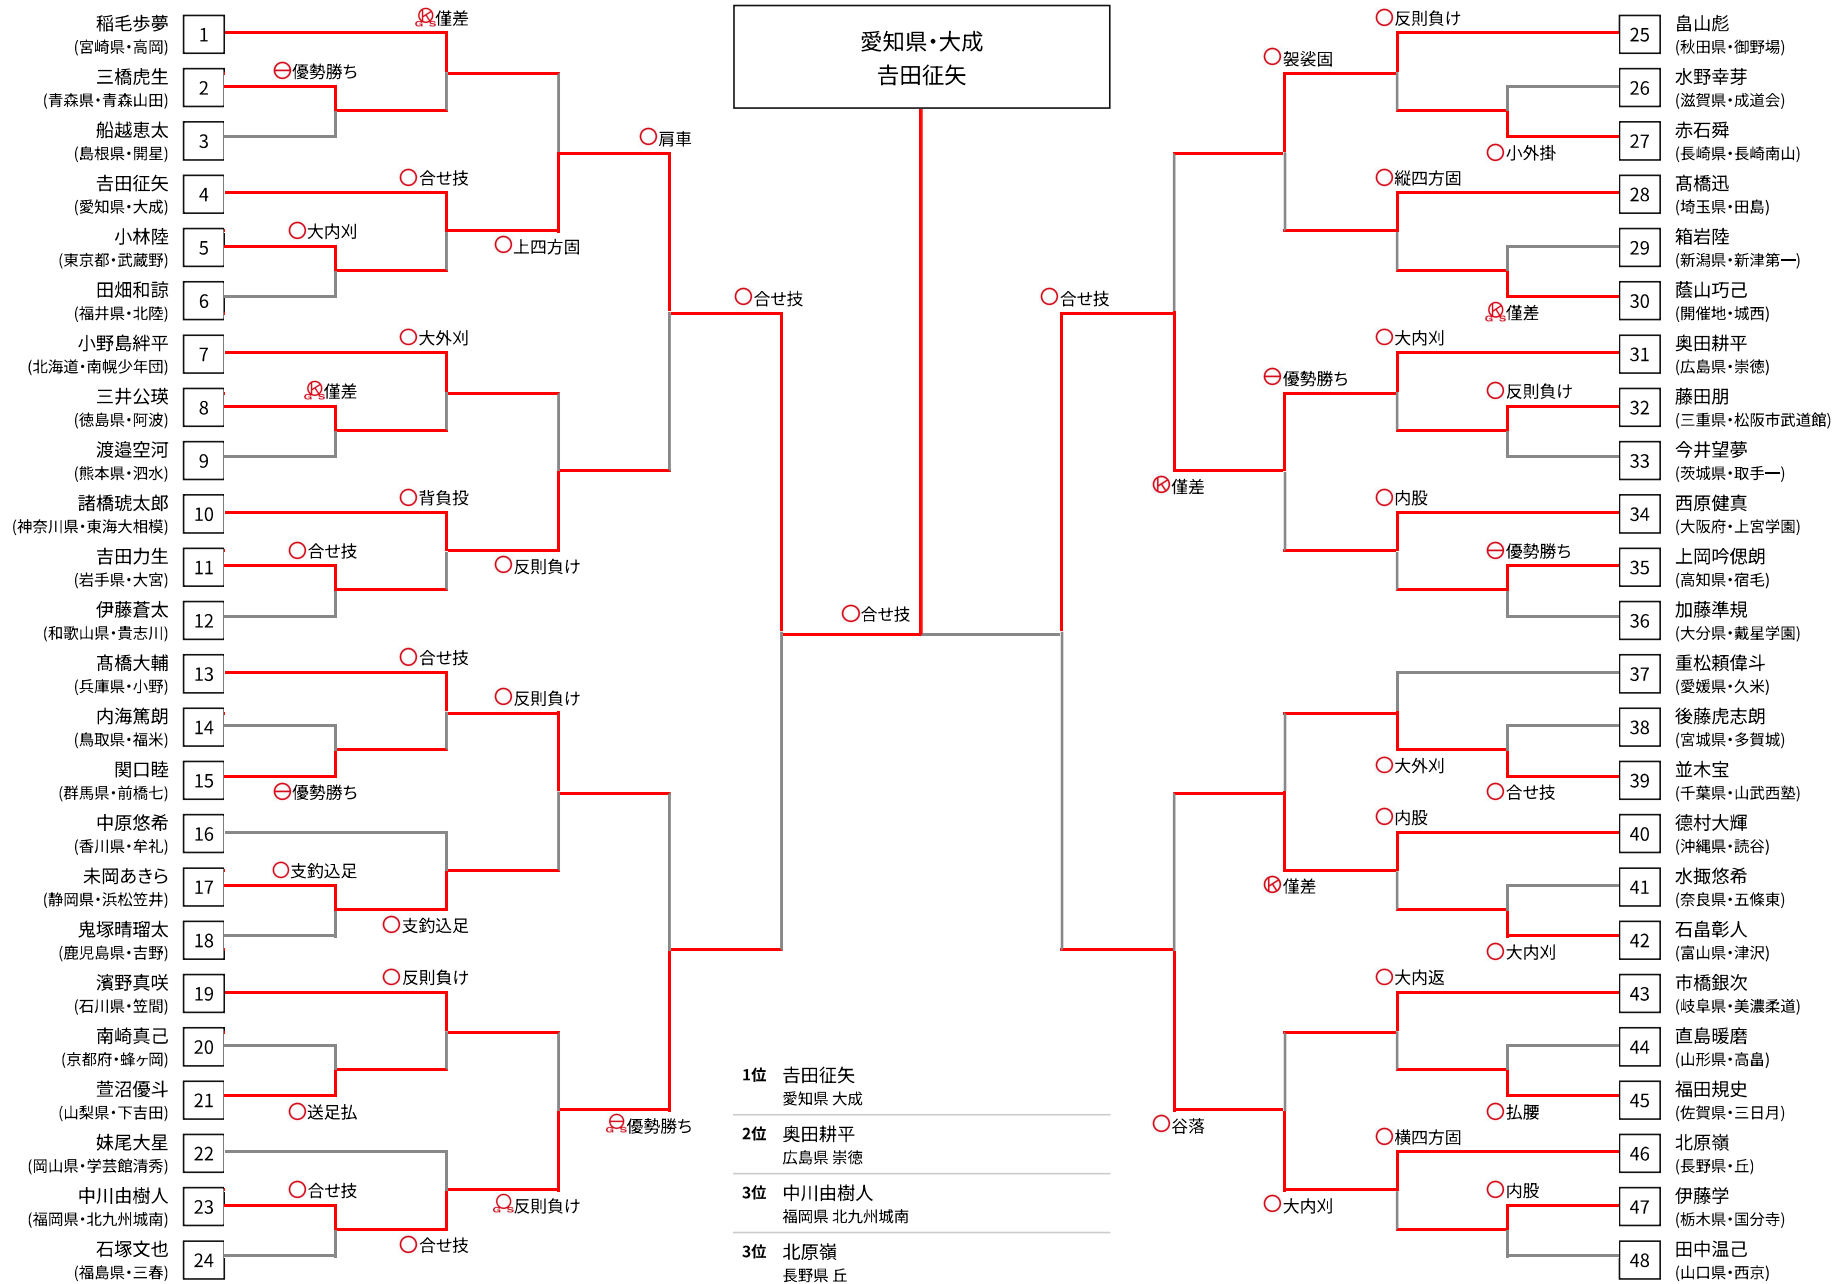 愛知県・大成
𠮷田征矢
稲毛歩夢
(宮崎県・高岡)
1
僅差
三橋虎生
(青森県・青森山田)
2
優勢勝ち
船越恵太
(島根県・開星)
3
肩車
𠮷田征矢
(愛知県・大成)
4
合せ技
小林陸
(東京都・武蔵野)
5
大内刈
上四方固
田畑和諒
(福井県・北陸)
6
合せ技
小野島絆平
(北海道・南幌少年団)
7
大外刈
三井公瑛
(徳島県・阿波)
8
僅差
渡邉空河
(熊本県・泗水)
9
諸橋琥太郎
(神奈川県・東海大相模)
10
背負投
吉田力生
(岩手県・大宮)
11
合せ技
反則負け
伊藤蒼太
(和歌山県・貴志川)
12
合せ技
髙橋大輔
(兵庫県・小野)
13
合せ技
反則負け
内海篤朗
(鳥取県・福米)
14
関口睦
(群馬県・前橋七)
15
優勢勝ち
中原悠希
(香川県・牟礼)
16
未岡あきら
(静岡県・浜松笠井)
17
支釣込足
支釣込足
鬼塚晴瑠太
(鹿児島県・吉野)
18
濱野真咲
(石川県・笠間)
19
反則負け
南崎真己
(京都府・蜂ヶ岡)
20
萱沼優斗
(山梨県・下吉田)
21
送足払
優勢勝ち
妹尾大星
(岡山県・学芸館清秀)
22
中川由樹人
(福岡県・北九州城南)
23
合せ技
反則負け
合せ技
石塚文也
(福島県・三春)
24
反則負け
畠山彪
(秋田県・御野場)
25
袈裟固
水野幸芽
(滋賀県・成道会)
26
赤石舜
(長崎県・長崎南山)
27
小外掛
縦四方固
髙橋迅
(埼玉県・田島)
28
箱岩陸
(新潟県・新津第一)
29
合せ技
蔭山巧己
(開催地・城西)
30
僅差
大内刈
奥田耕平
(広島県・崇徳)
31
優勢勝ち
反則負け
藤田朋
(三重県・松阪市武道館)
32
今井望夢
(茨城県・取手一)
33
僅差
内股
西原健真
(大阪府・上宮学園)
34
優勢勝ち
上岡吟偲朗
(高知県・宿毛)
35
加藤準規
(大分県・戴星学園)
36
重松頼偉斗
(愛媛県・久米)
37
後藤虎志朗
(宮城県・多賀城)
38
大外刈
並木宝
(千葉県・山武西塾)
39
合せ技
内股
德村大輝
(沖縄県・読谷)
40
僅差
水掫悠希
(奈良県・五條東)
41
石畠彰人
(富山県・津沢)
42
大内刈
大内返
市橋銀次
(岐阜県・美濃柔道)
43
直島暖磨
(山形県・高畠)
44
福田規史
(佐賀県・三日月)
45
払腰
谷落
横四方固
北原嶺
(長野県・丘)
46
内股
伊藤学
(栃木県・国分寺)
47
大内刈
田中温己
(山口県・西京)
48
1位
𠮷田征矢
愛知県 大成
2位
奥田耕平
広島県 崇徳
3位
中川由樹人
福岡県 北九州城南
3位
北原嶺
長野県 丘